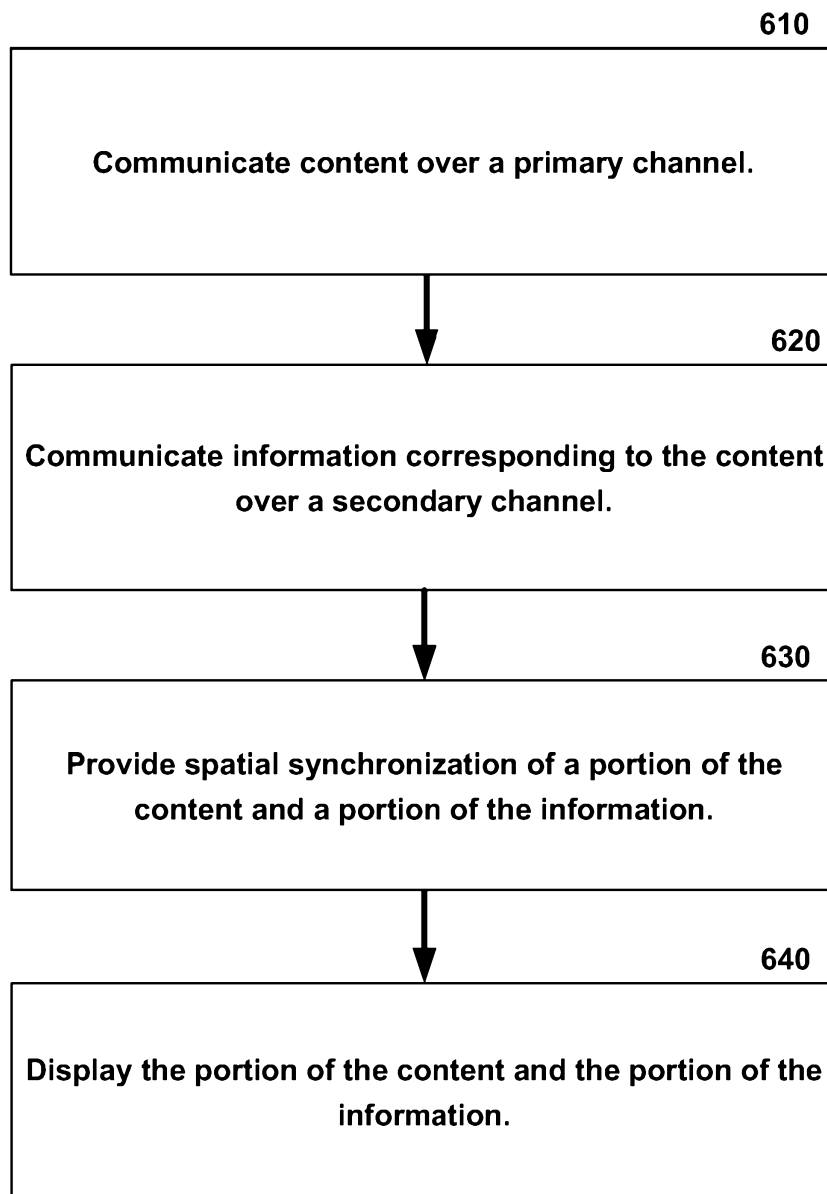 610
Communicate content over a primary channel.
620
Communicate information corresponding to the content
over a secondary channel.
630
Provide spatial synchronization of a portion of the
content and a portion of the information.
640
Display the portion of the content and the portion of the
information.